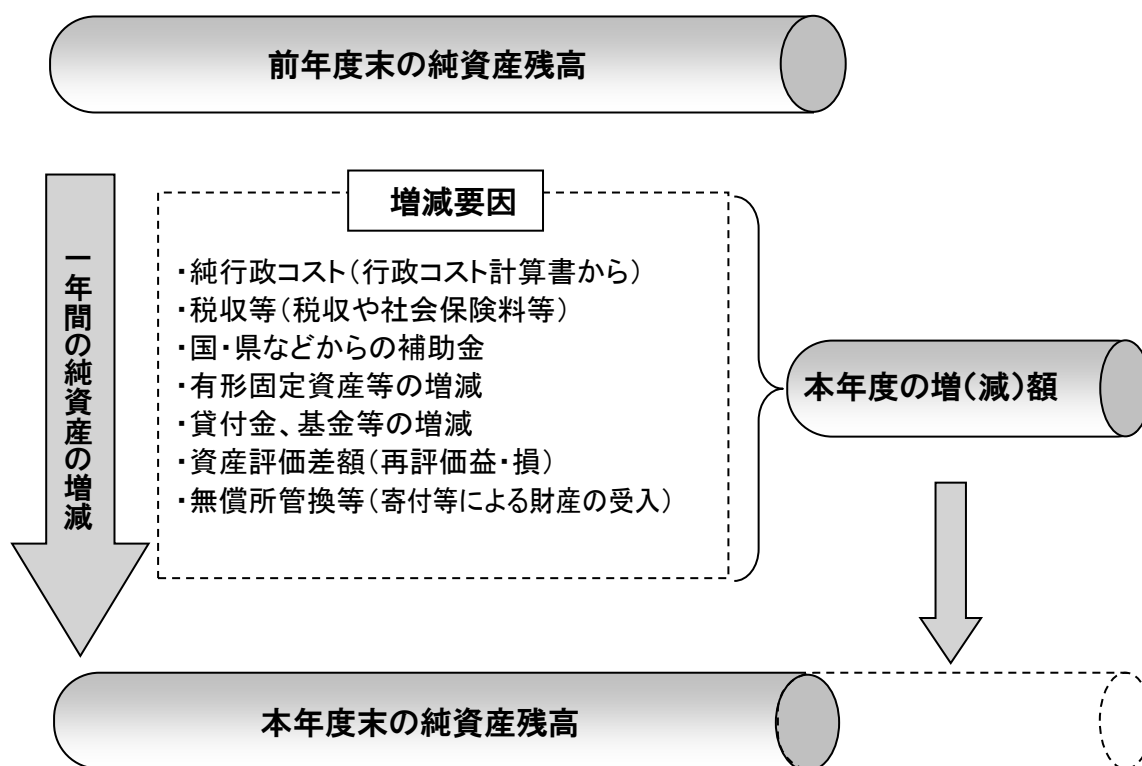 前年度末の純資産残高
一年間の純資産の増減
増減要因
・純行政コスト（行政コスト計算書から）
・税収等（税収や社会保険料等）
・国・県などからの補助金
・有形固定資産等の増減
・貸付金、基金等の増減
・資産評価差額（再評価益・損）
・無償所管換等（寄付等による財産の受入）
本年度の増（減）額
本年度末の純資産残高